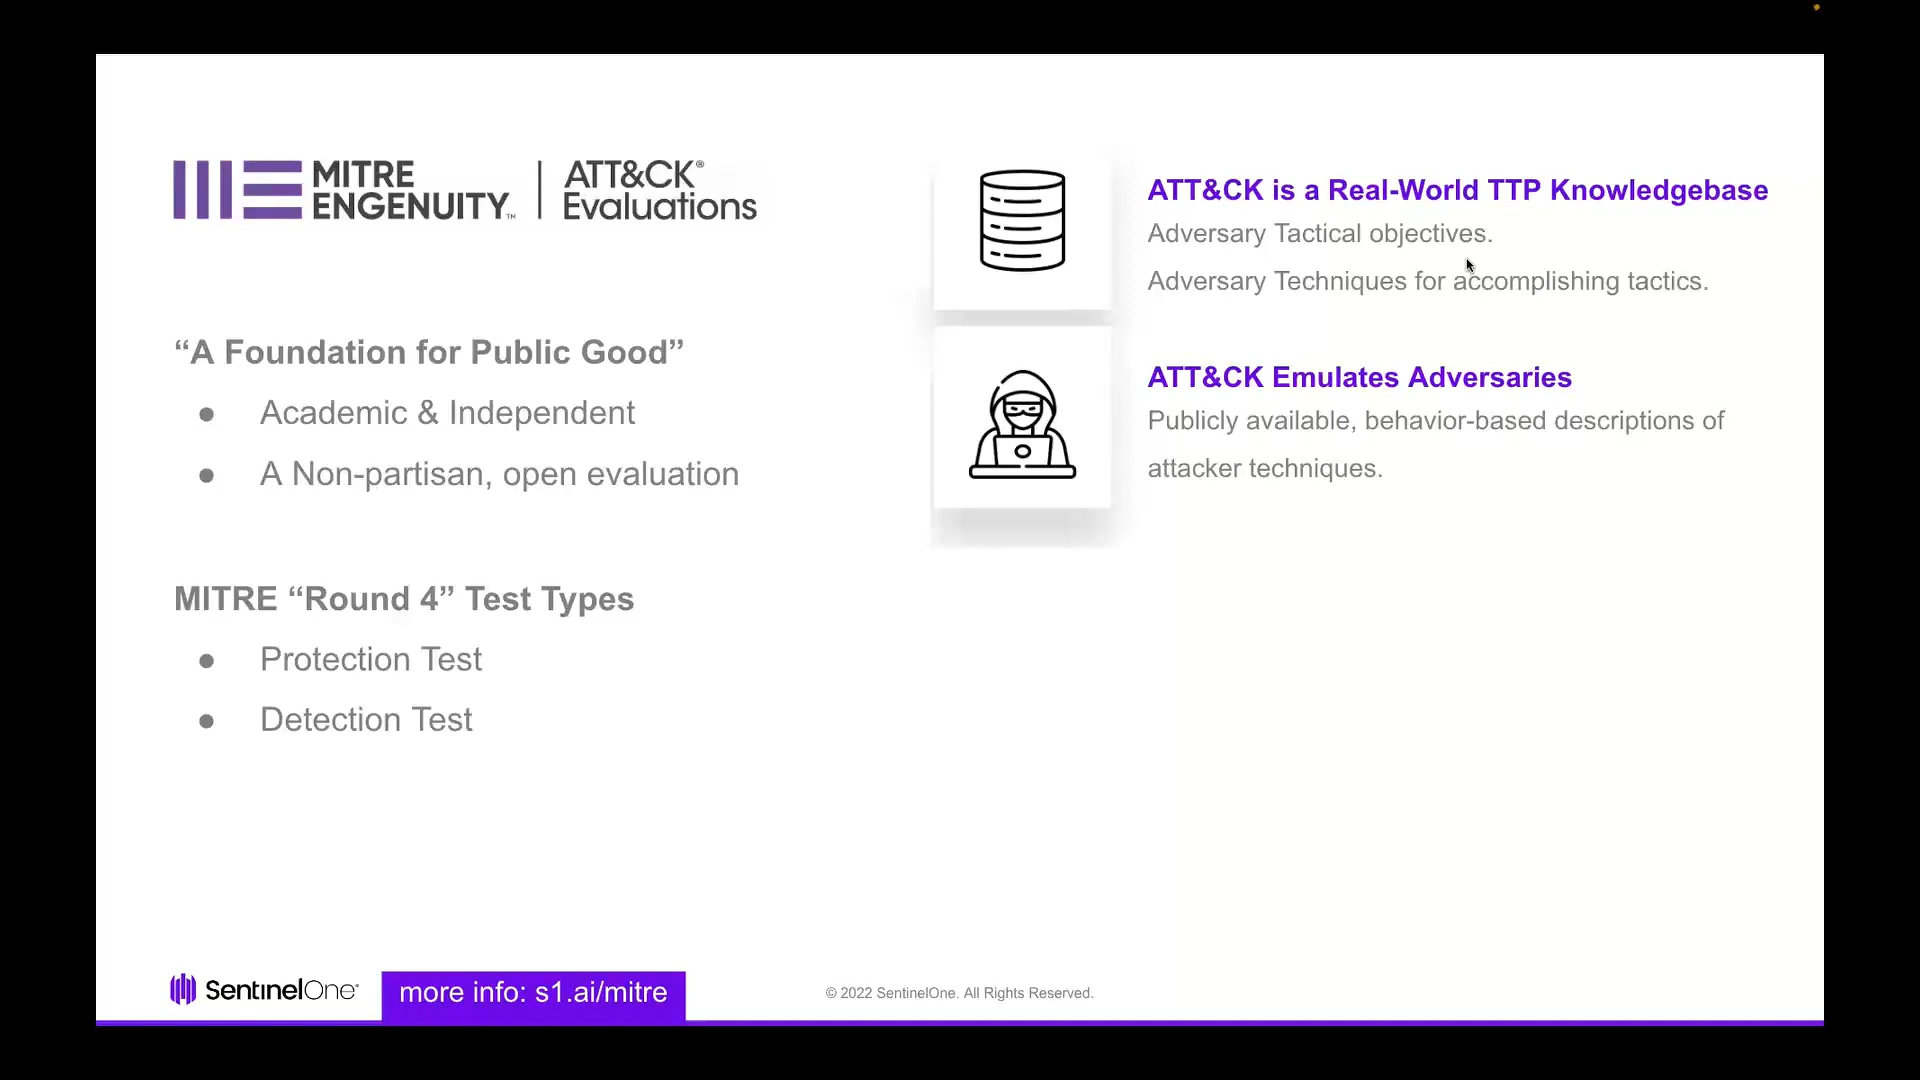 MITRE ENGENUITY™ | ATT&CK® Evaluations
“A Foundation for Public Good”
● Academic & Independent
● A Non-partisan, open evaluation
MITRE “Round 4” Test Types
● Protection Test
● Detection Test
ATT&CK is a Real-World TTP Knowledgebase
Adversary Tactical objectives.
Adversary Techniques for accomplishing tactics.
ATT&CK Emulates Adversaries
Publicly available, behavior-based descriptions of
attacker techniques.
SentinelOne®
more info: s1.ai/mitre
© 2022 SentinelOne. All Rights Reserved.